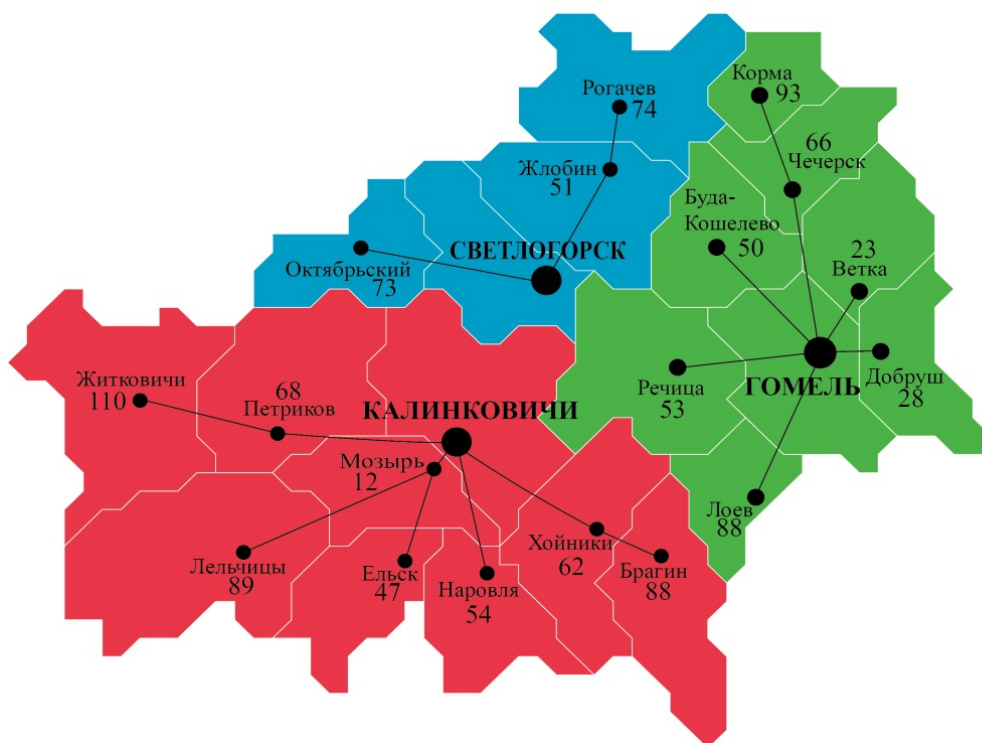 Корма
93
Рогачев
74
66
Чечерск
Жлобин
51
Буда-
Кошелево
50
СВЕТЛОГОРСК
Октябрьский
73
23
Ветка
Житковичи
110
68
Петриков
КАЛИНКОВИЧИ
Речица
53
ГОМЕЛЬ
Добруш
28
Мозырь
12
Лоев
88
Лельчицы
89
Ельск
47
Наровля
54
Хойники
62
Брагин
88